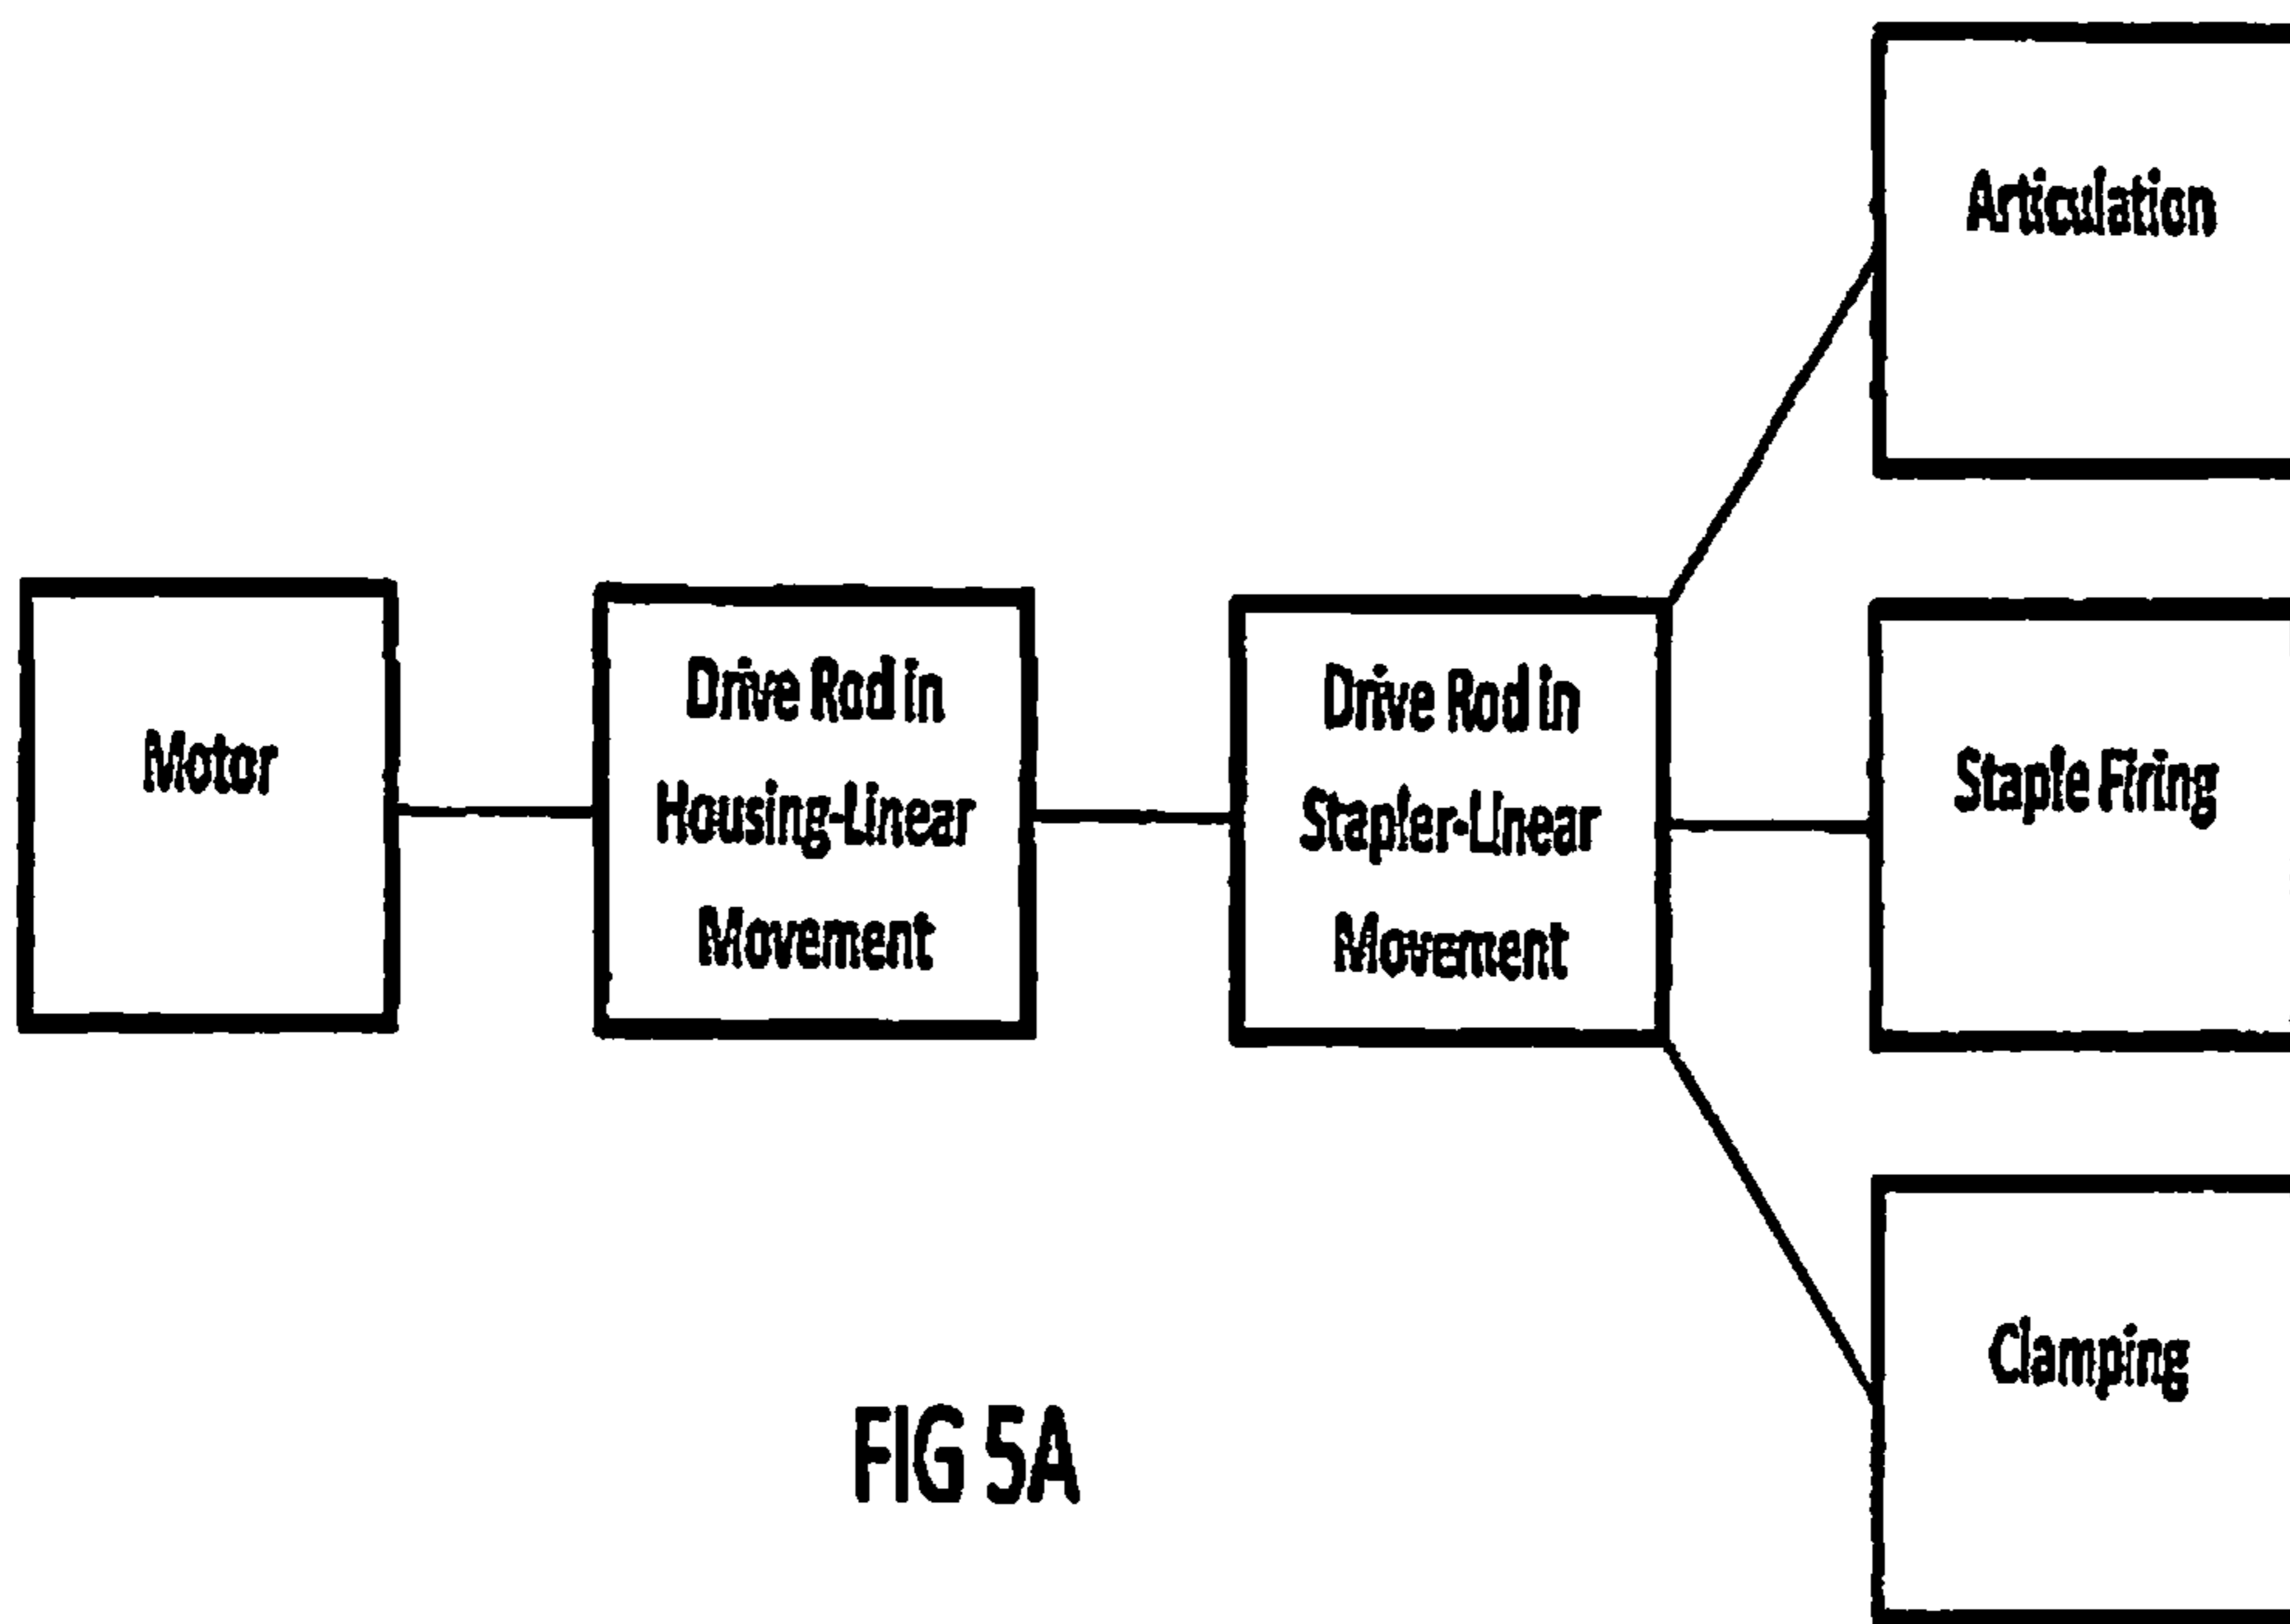 Articulation
Motor
Drive Rod in
Housing-Linear
Movement
Drive Rod in
Stapler-Linear
Movement
Staple Firing
Clamping
FIG 5A